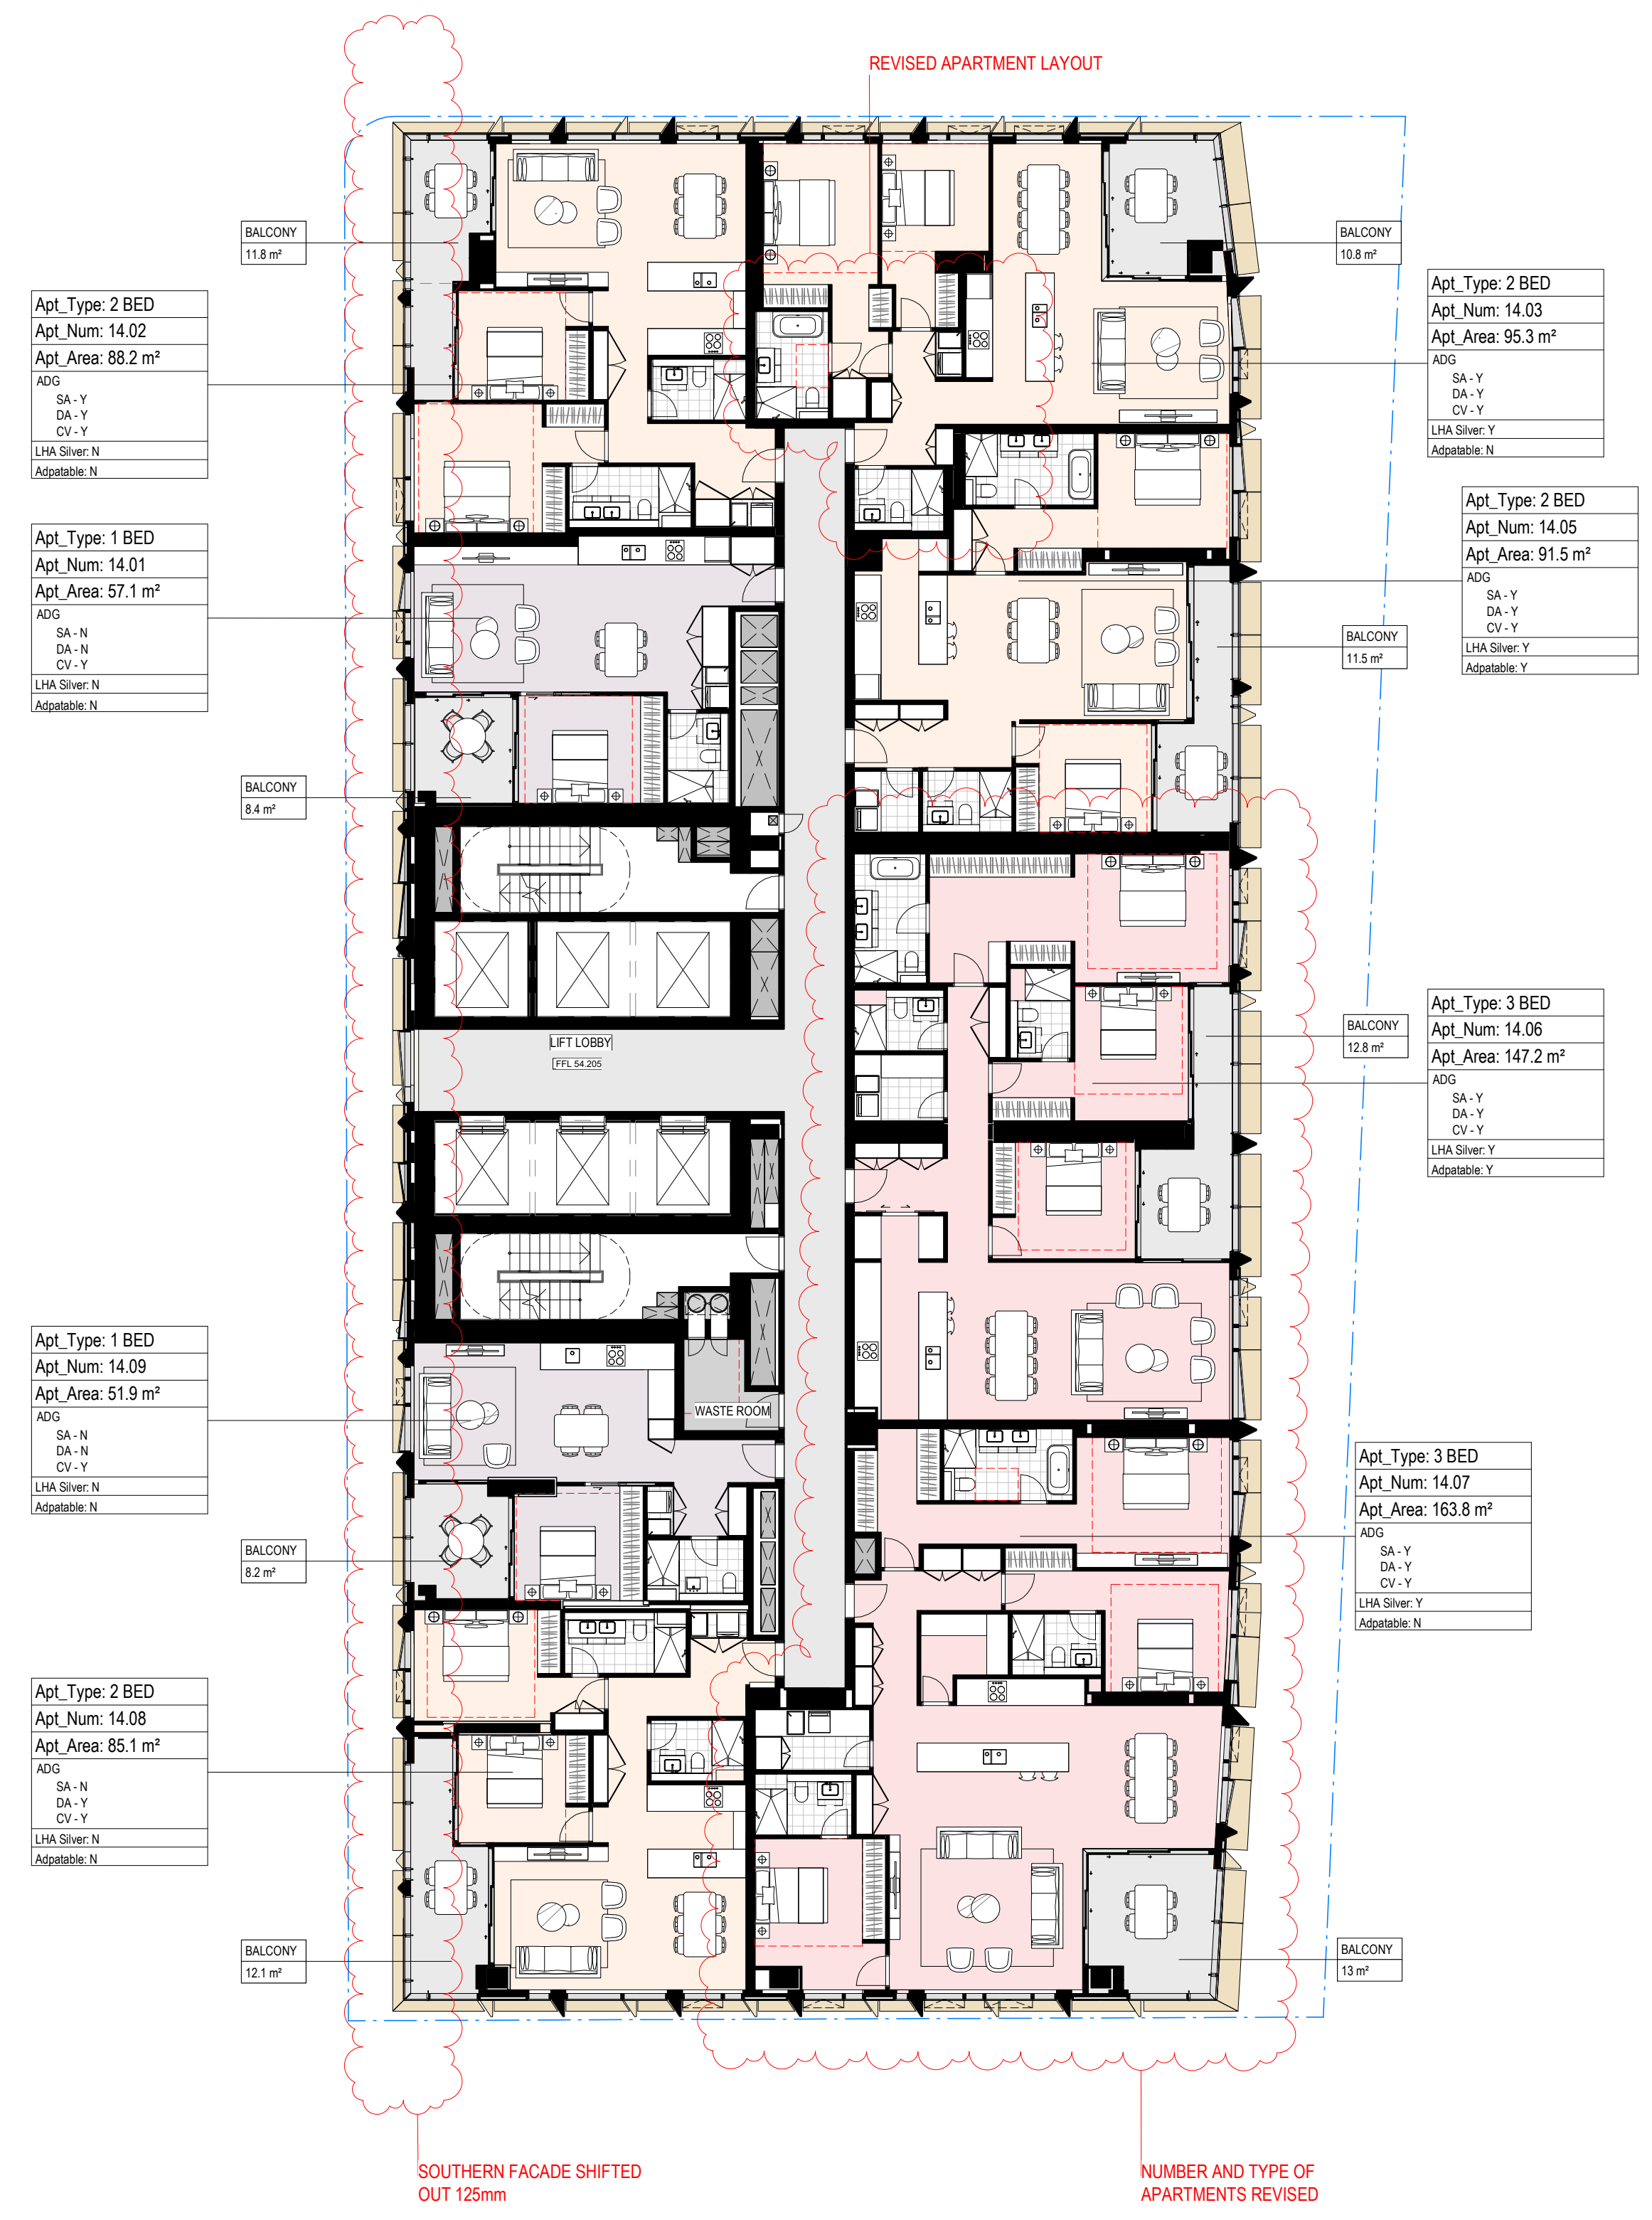 REVISED APARTMENT LAYOUT
BALCONY
11.8 m²
Apt_Type: 2 BED
Apt_Num: 14.02
Apt_Area: 88.2 m²
ADG
SA - Y
DA - Y
CV - Y
LHA Silver: N
Adpatable: N
Apt_Type: 1 BED
Apt_Num: 14.01
Apt_Area: 57.1 m²
ADG
SA - N
DA - N
CV - Y
LHA Silver: N
Adpatable: N
BALCONY
8.4 m²
BALCONY
10.8 m²
Apt_Type: 2 BED
Apt_Num: 14.03
Apt_Area: 95.3 m²
ADG
SA - Y
DA - Y
CV - Y
LHA Silver: Y
Adpatable: N
Apt_Type: 2 BED
Apt_Num: 14.05
Apt_Area: 91.5 m²
ADG
SA - Y
DA - Y
CV - Y
LHA Silver: Y
Adpatable: Y
BALCONY
11.5 m²
LIFT LOBBY
FFL 54.205
BALCONY
12.8 m²
Apt_Type: 3 BED
Apt_Num: 14.06
Apt_Area: 147.2 m²
ADG
SA - Y
DA - Y
CV - Y
LHA Silver: Y
Adpatable: Y
Apt_Type: 1 BED
Apt_Num: 14.09
Apt_Area: 51.9 m²
ADG
SA - N
DA - N
CV - Y
LHA Silver: N
Adpatable: N
WASTE ROOM
BALCONY
8.2 m²
Apt_Type: 3 BED
Apt_Num: 14.07
Apt_Area: 163.8 m²
ADG
SA - Y
DA - Y
CV - Y
LHA Silver: Y
Adpatable: N
Apt_Type: 2 BED
Apt_Num: 14.08
Apt_Area: 85.1 m²
ADG
SA - N
DA - Y
CV - Y
LHA Silver: N
Adpatable: N
BALCONY
12.1 m²
BALCONY
13 m²
SOUTHERN FACADE SHIFTED
OUT 125mm
NUMBER AND TYPE OF
APARTMENTS REVISED